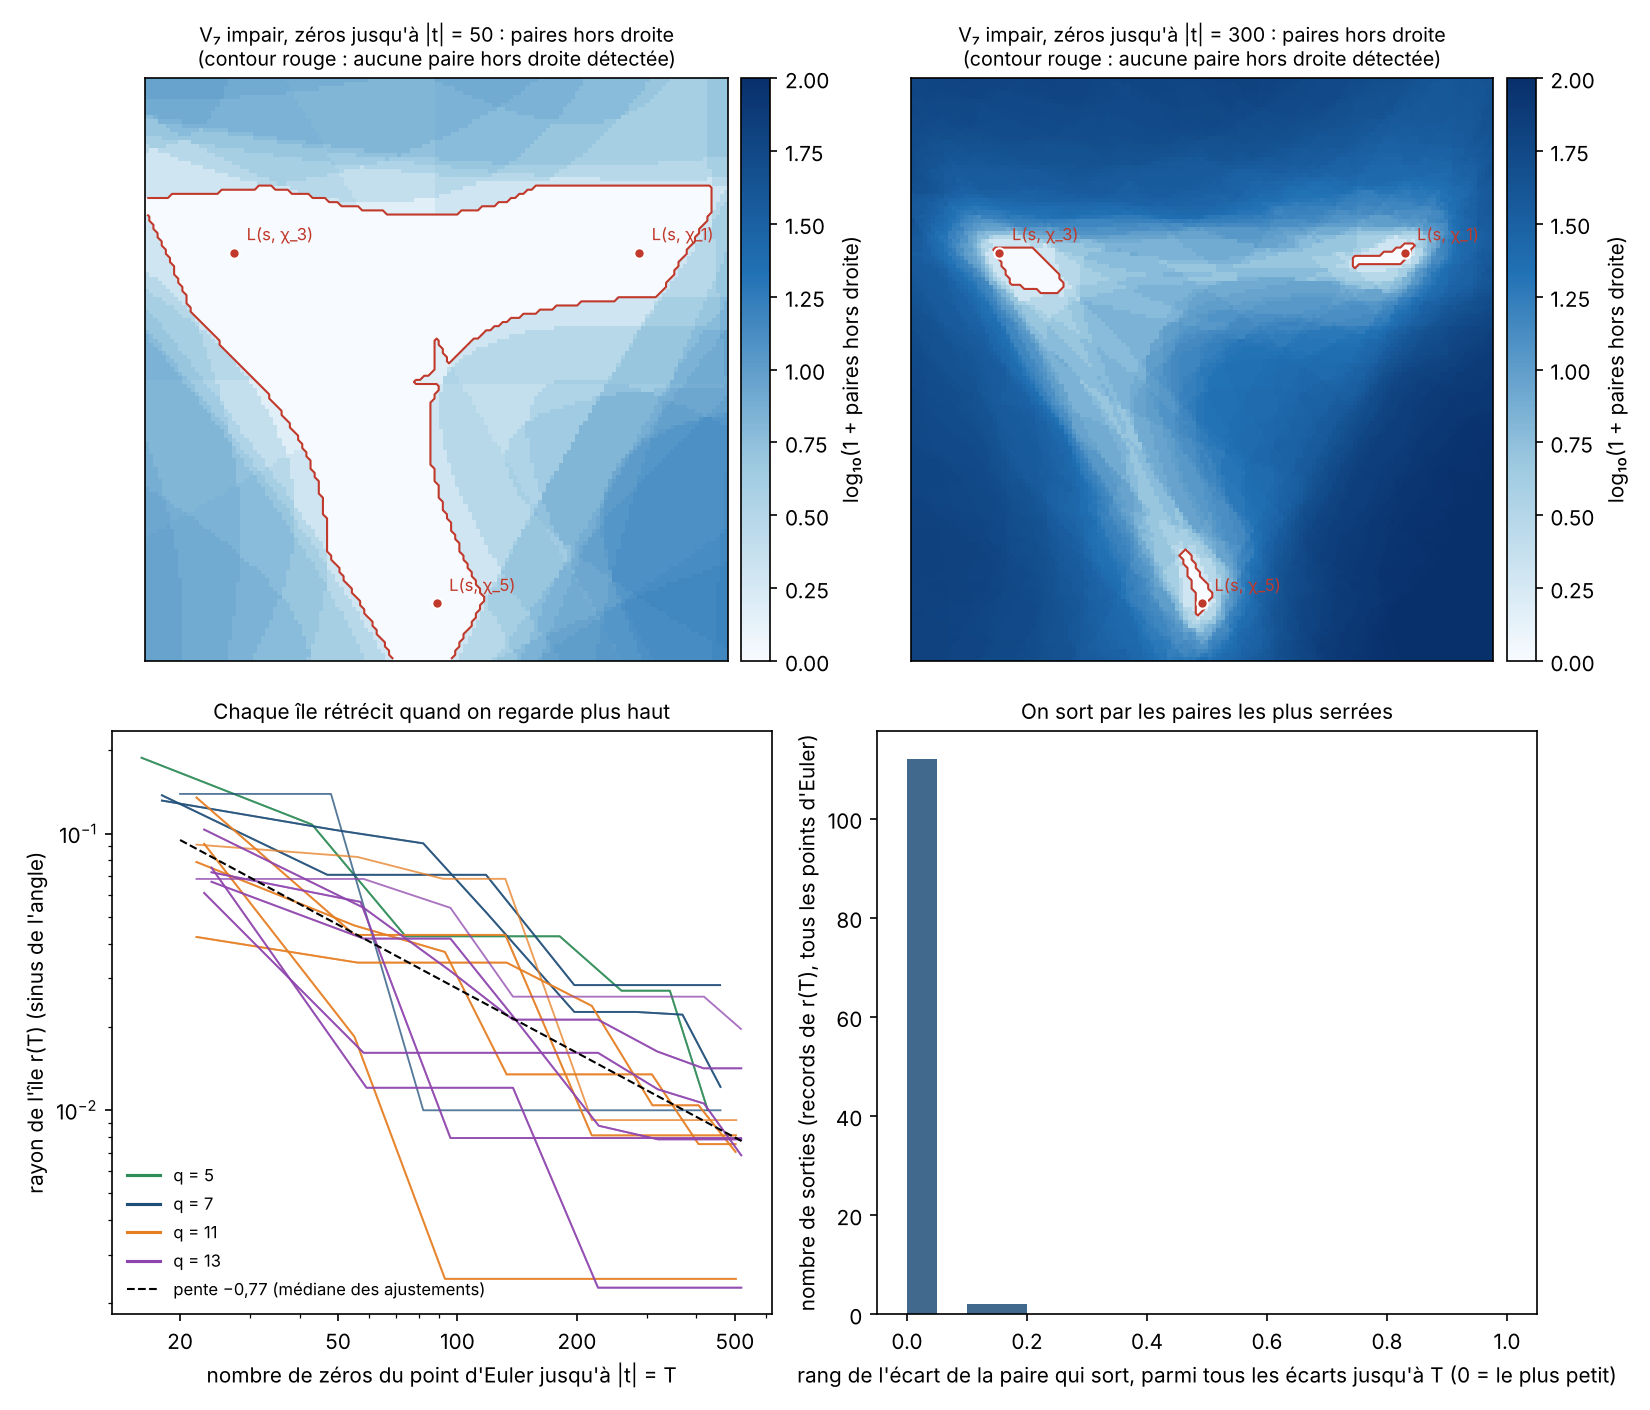 V₇ impair, zéros jusqu'à |t| = 50 : paires hors droite
(contour rouge : aucune paire hors droite détectée)
L(s, χ_3)
L(s, χ_1)
L(s, χ_5)
2.00
1.75
1.50
1.25
1.00
0.75
0.50
0.25
0.00
log₁₀(1 + paires hors droite)
V₇ impair, zéros jusqu'à |t| = 300 : paires hors droite
(contour rouge : aucune paire hors droite détectée)
L(s, χ_3)
L(s, χ_1)
L(s, χ_5)
2.00
1.75
1.50
1.25
1.00
0.75
0.50
0.25
0.00
log₁₀(1 + paires hors droite)
Chaque île rétrécit quand on regarde plus haut
rayon de l'île r(T) (sinus de l'angle)
10⁻¹
10⁻²
q = 5
q = 7
q = 11
q = 13
pente −0,77 (médiane des ajustements)
20
50
100
200
500
nombre de zéros du point d'Euler jusqu'à |t| = T
On sort par les paires les plus serrées
nombre de sorties (records de r(T), tous les points d'Euler)
100
80
60
40
20
0
0.0
0.2
0.4
0.6
0.8
1.0
rang de l'écart de la paire qui sort, parmi tous les écarts jusqu'à T (0 = le plus petit)